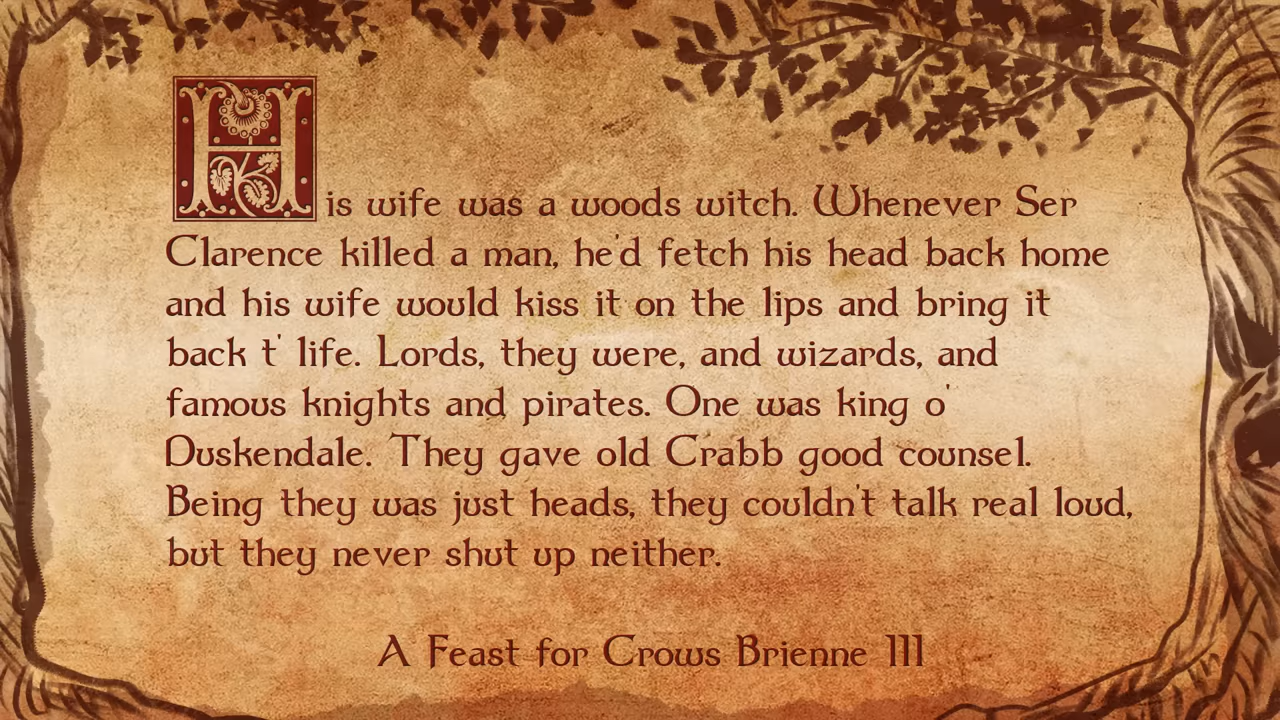 His wife was a woods witch. Whenever Ser
Clarence killed a man, he'd fetch his head back home
and his wife would kiss it on the lips and bring it
back t' life. Lords, they were, and wizards, and
famous knights and pirates. One was king o'
Duskendale. They gave old Crabb good counsel.
Being they was just heads, they couldn't talk real loud,
but they never shut up neither.
A Feast for Crows Brienne III